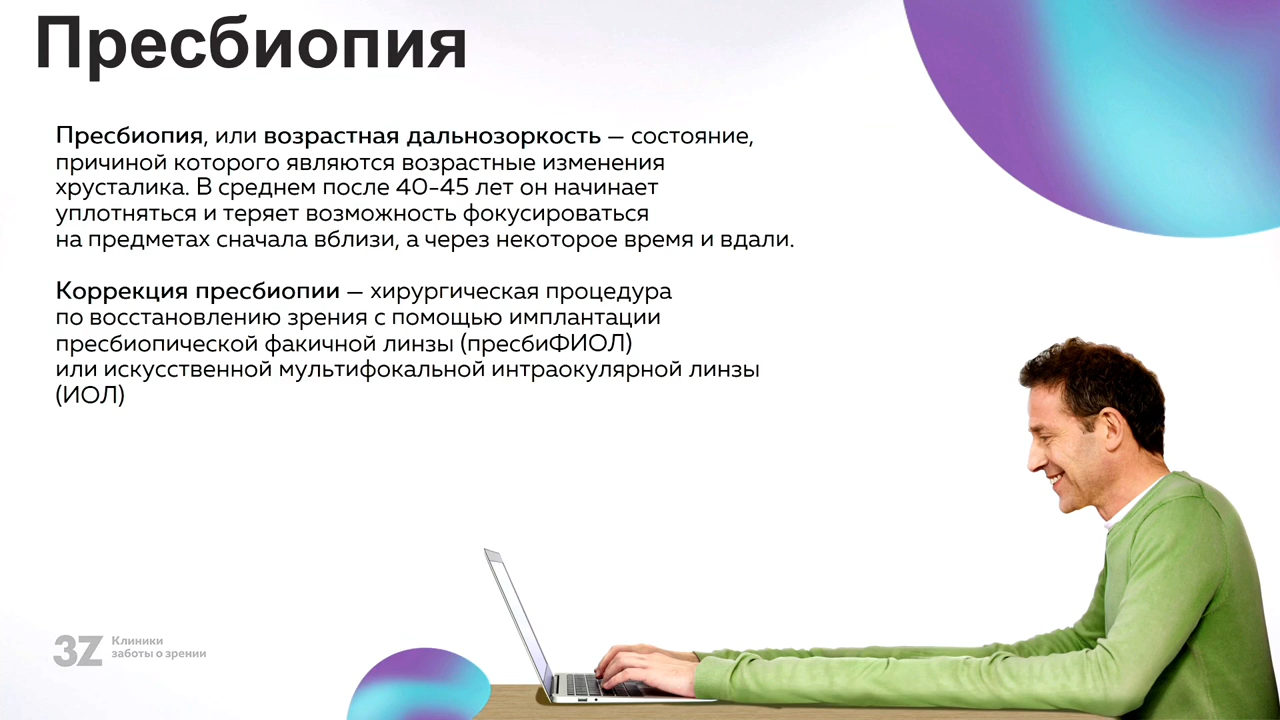 Пресбиопия
Пресбиопия, или возрастная дальнозоркость — состояние,
причиной которого являются возрастные изменения
хрусталика. В среднем после 40-45 лет он начинает
уплотняться и теряет возможность фокусироваться
на предметах сначала вблизи, а через некоторое время и вдали.
Коррекция пресбиопии — хирургическая процедура
по восстановлению зрения с помощью имплантации
пресбиопической факичной линзы (пресбиФИОЛ)
или искусственной мультифокальной интраокулярной линзы
(ИОЛ)
3Z Клиники
заботы о зрении